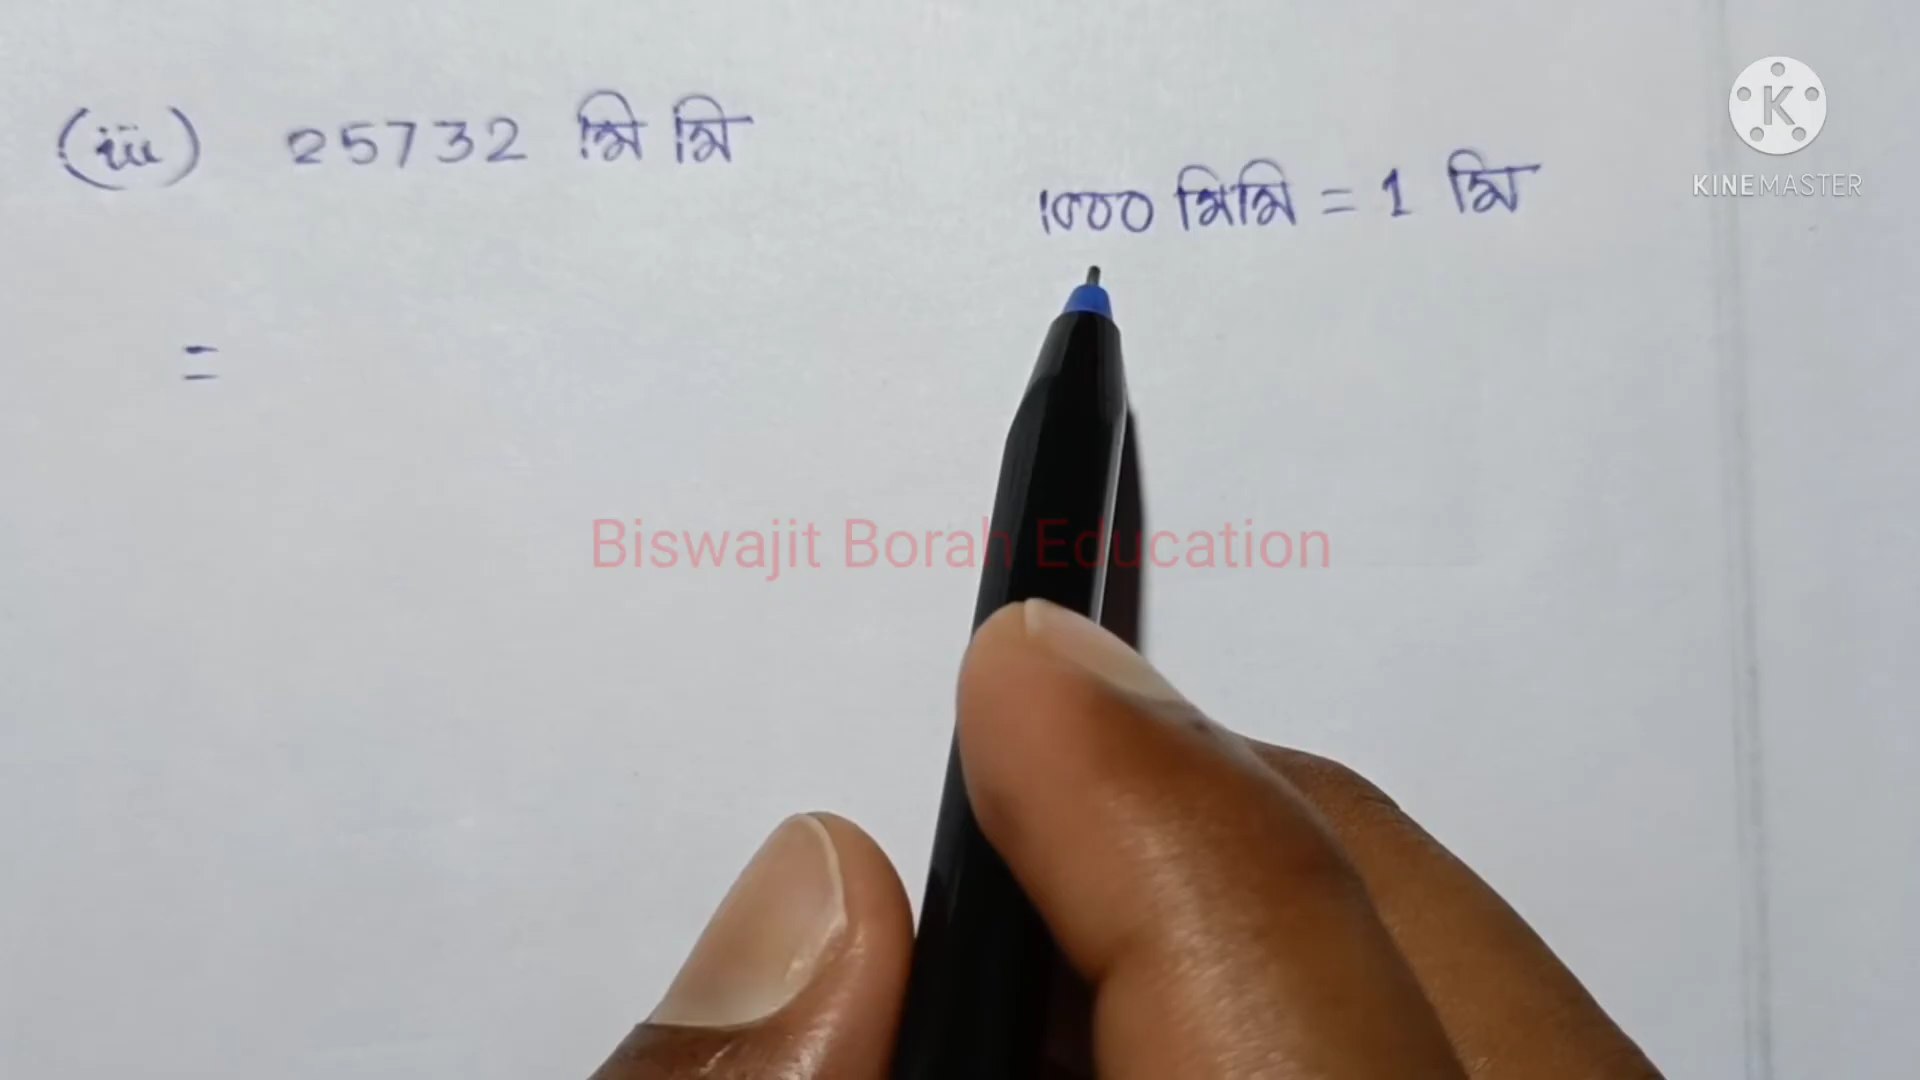 (iii) 25732 মি মি
1000 মিমি = 1 মি
KINEMASTER
=
Biswajit Borah Education